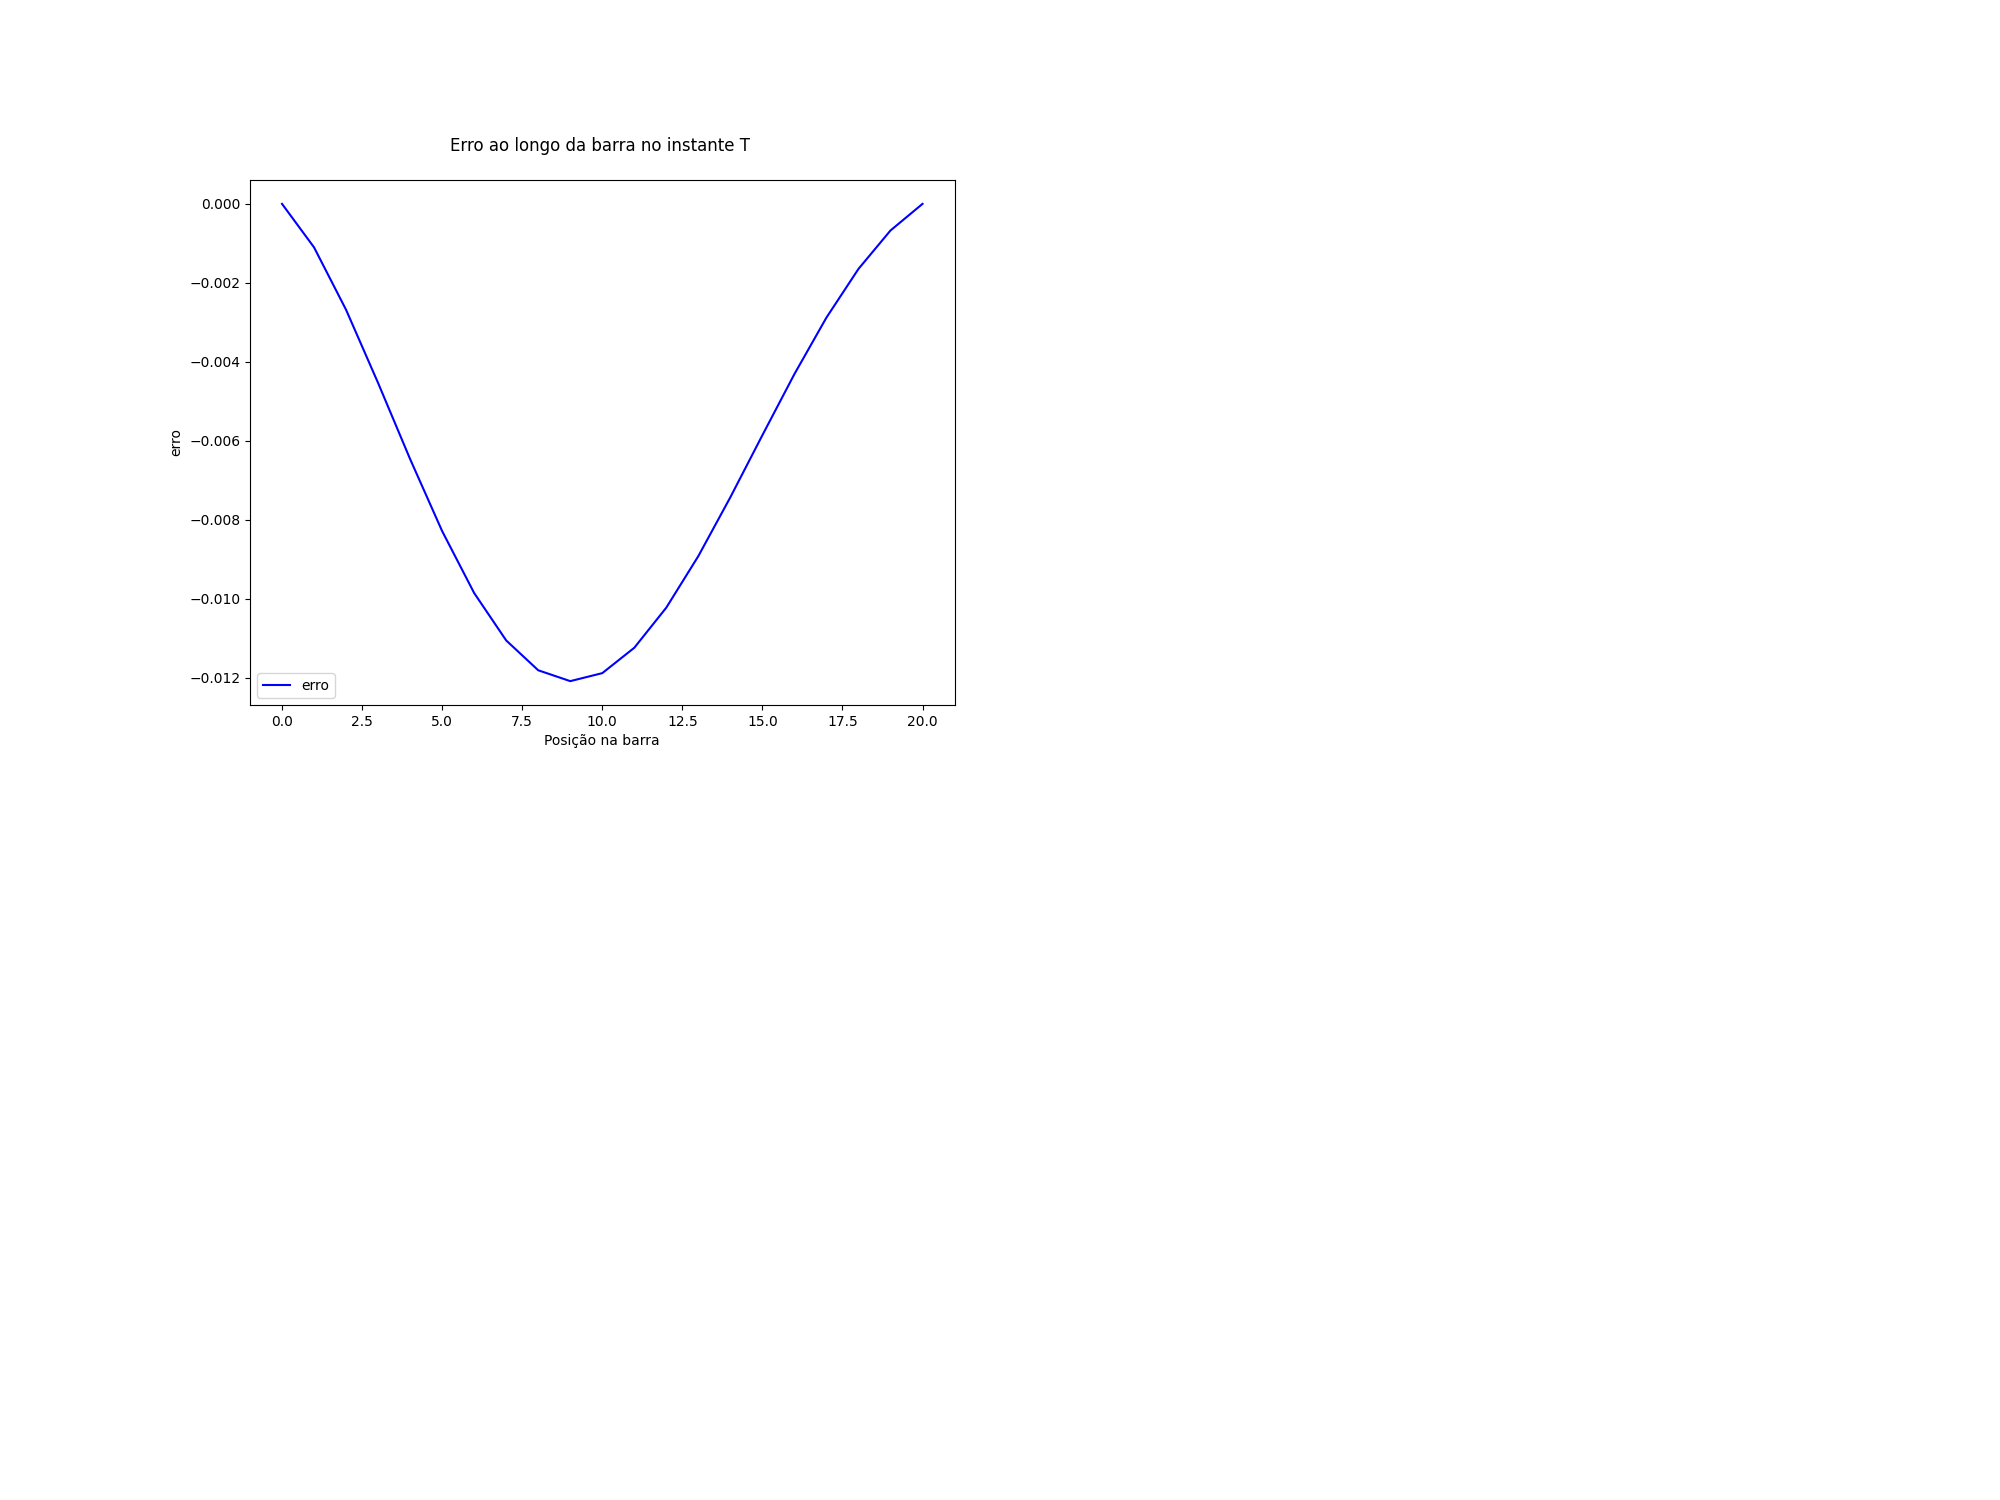 Erro ao longo da barra no instante T
0.000
−0.002
−0.004
−0.006
−0.008
−0.010
−0.012
erro
erro
0.0 2.5 5.0 7.5 10.0 12.5 15.0 17.5 20.0
Posição na barra